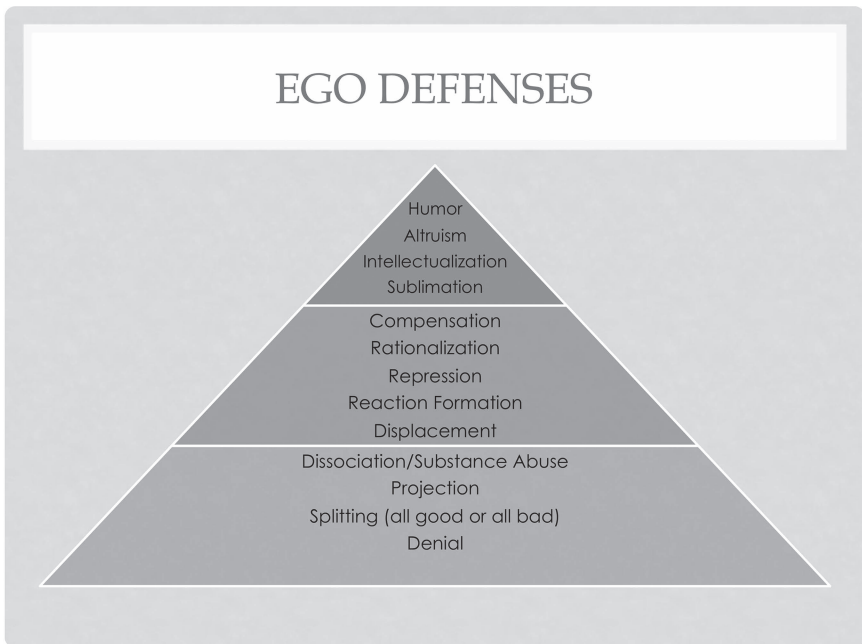 EGO DEFENSES
Humor
Altruism
Intellectualization
Sublimation
Compensation
Rationalization
Repression
Reaction Formation
Displacement
Dissociation/Substance Abuse
Projection
Splitting (all good or all bad)
Denial